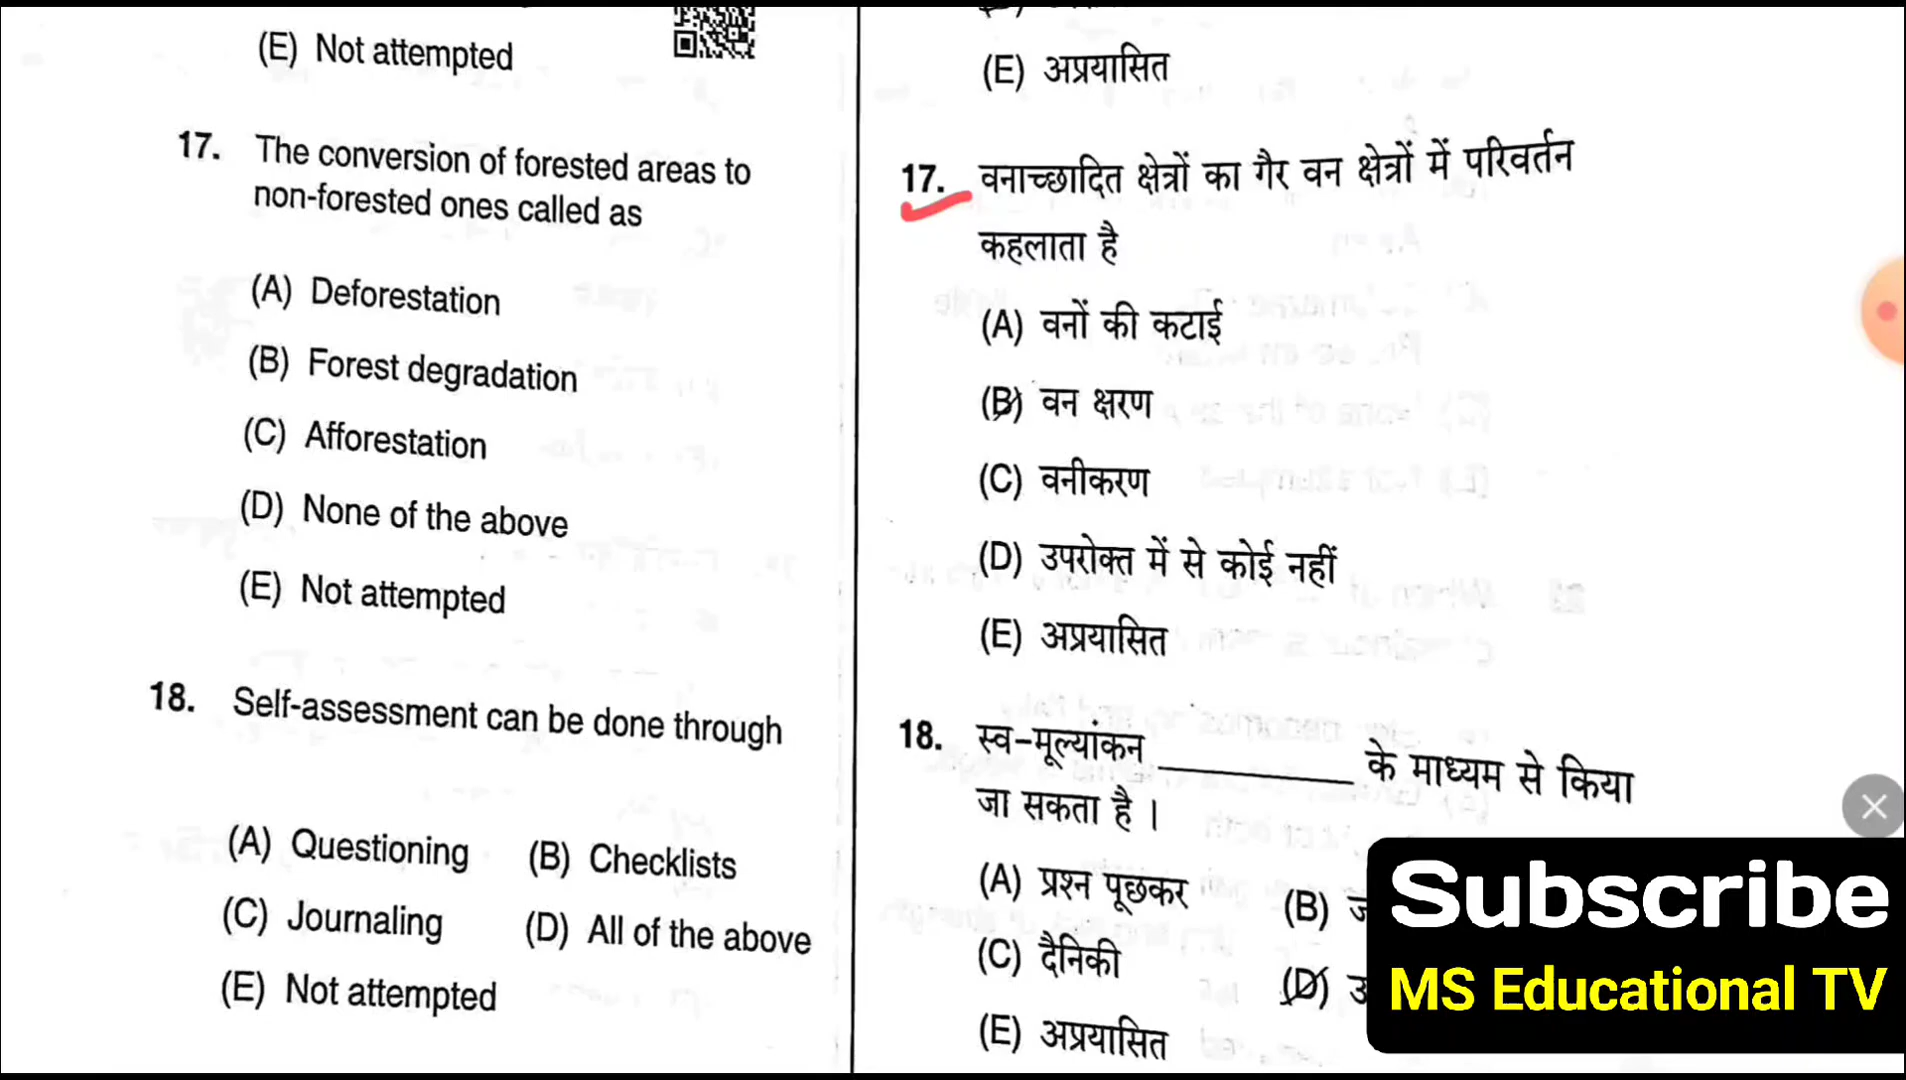 (E) Not attempted
17. The conversion of forested areas to
non-forested ones called as
(A) Deforestation
(B) Forest degradation
(C) Afforestation
(D) None of the above
(E) Not attempted
18. Self-assessment can be done through
(A) Questioning (B) Checklists
(C) Journaling (D) All of the above
(E) Not attempted
(E) अप्रयासित
17. वनाच्छादित क्षेत्रों का गैर वन क्षेत्रों में परिवर्तन
कहलाता है
(A) वनों की कटाई
(B) वन क्षरण
(C) वनीकरण
(D) उपरोक्त में से कोई नहीं
(E) अप्रयासित
18. स्व-मूल्यांकन ________ के माध्यम से किया
जा सकता है ।
(A) प्रश्न पूछकर (B)
(C) दैनिकी (D)
(E) अप्रयासित
Subscribe
MS Educational TV